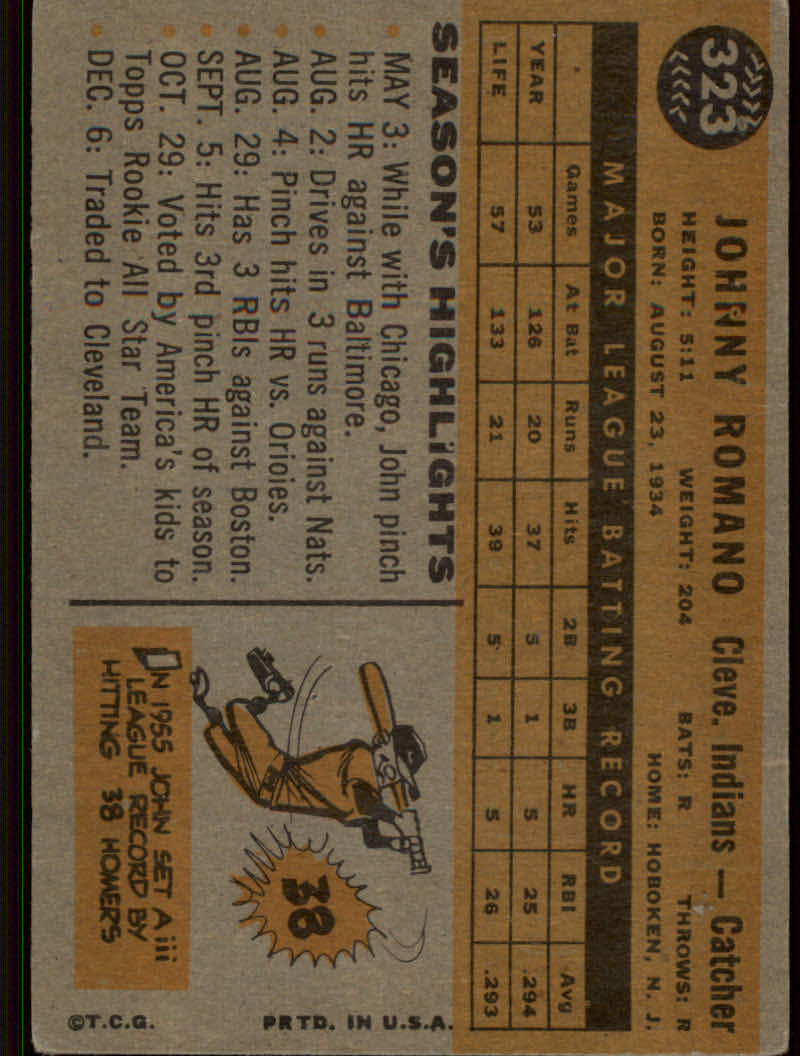 323
JOHNNY ROMANO Cleve. Indians — Catcher
HEIGHT: 5:11 WEIGHT: 204 BATS: R THROWS: R
BORN: AUGUST 23, 1934 HOME: HOBOKEN, N. J.
MAJOR LEAGUE BATTING RECORD
Games At Bat Runs Hits 2B 3B HR RBI Avg
YEAR 53 126 20 37 5 1 5 25 .294
LIFE 57 133 21 39 5 1 5 26 .293
SEASON'S HIGHLIGHTS
• MAY 3: While with Chicago, John pinch
hits HR against Baltimore.
• AUG. 2: Drives in 3 runs against Nats.
• AUG. 4: Pinch hits HR vs. Orioies.
• AUG. 29: Has 3 RBIs against Boston.
• SEPT. 5: Hits 3rd pinch HR of season.
• OCT. 29: Voted by America's kids to
Topps Rookie All Star Team.
• DEC. 6: Traded to Cleveland.
38
IN 1955 JOHN SET A iii
LEAGUE RECORD BY
HITTING 38 HOMERS
©T.C.G. PRTD. IN U.S.A.